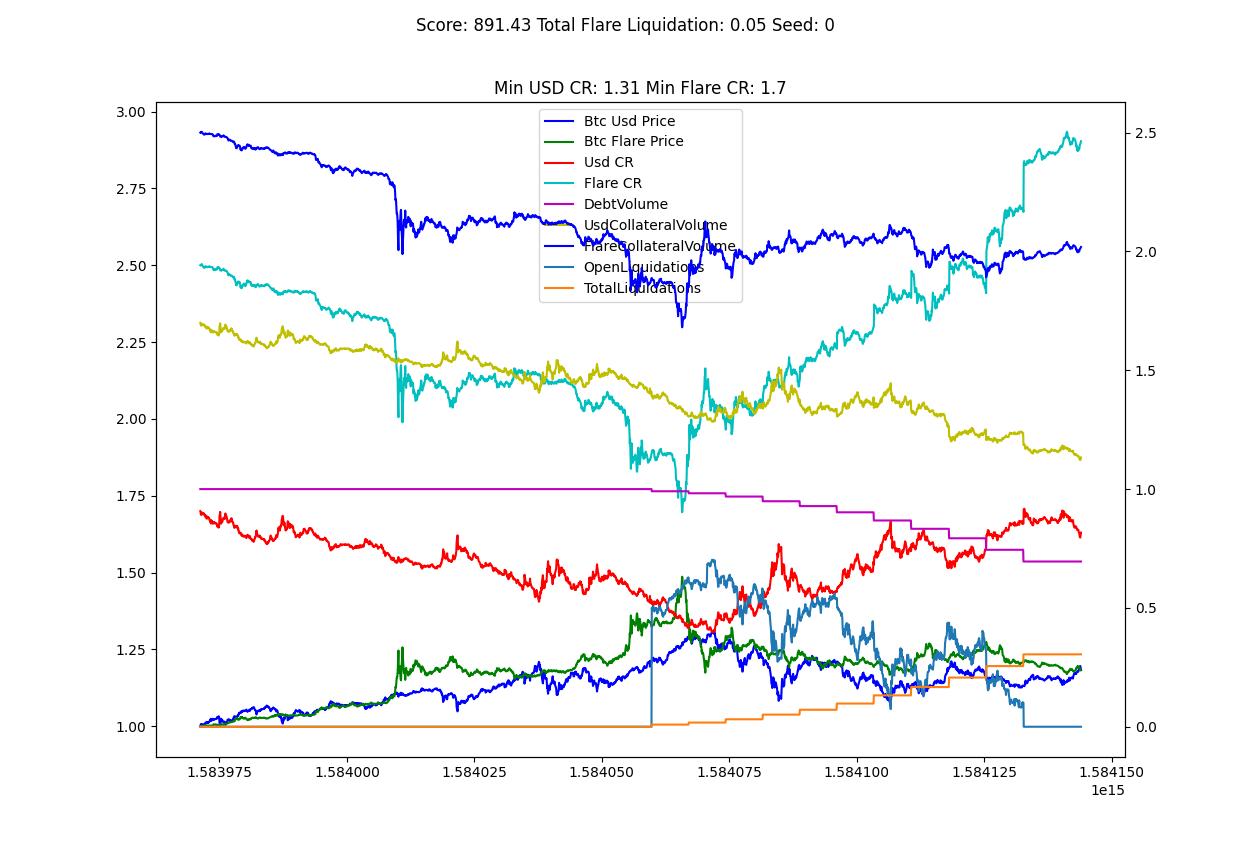 Score: 891.43 Total Flare Liquidation: 0.05 Seed: 0
Min USD CR: 1.31 Min Flare CR: 1.7
3.00
2.75
2.50
2.25
2.00
1.75
1.50
1.25
1.00
Btc Usd Price
Btc Flare Price
Usd CR
Flare CR
DebtVolume
UsdCollateralVolume
FlareCollateralVolume
OpenLiquidations
TotalLiquidations
2.5
2.0
1.5
1.0
0.5
0.0
1.583975 1.584000 1.584025 1.584050 1.584075 1.584100 1.584125 1.584150
1e15